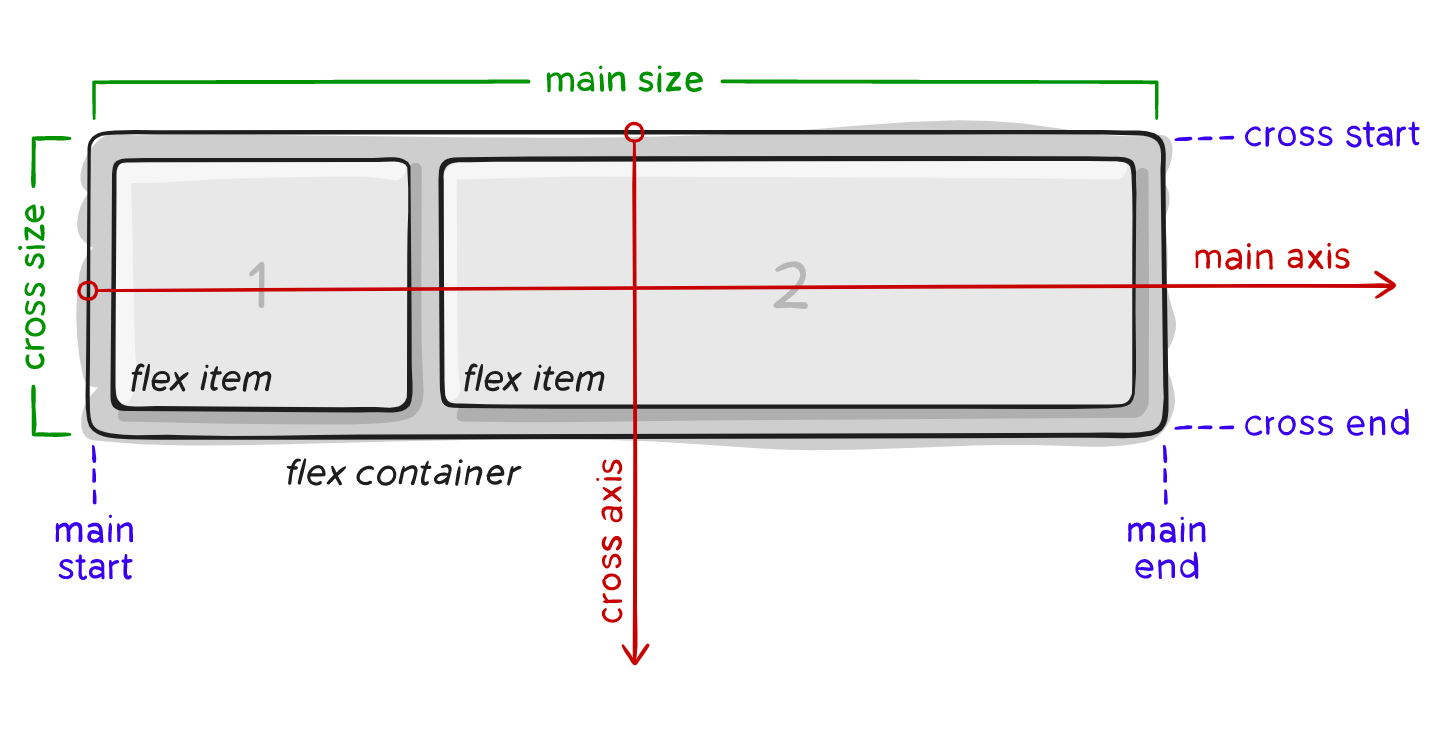 main size
cross start
cross size
main axis
1
2
flex item
flex item
cross end
flex container
cross axis
main
start
main
end